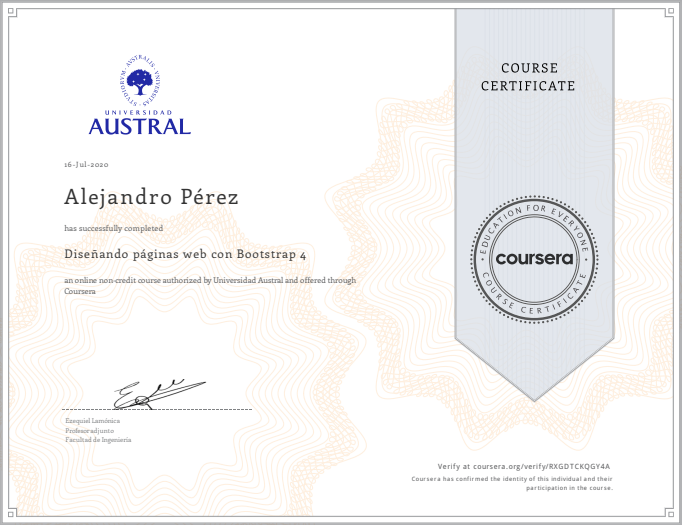 STVDIORVM · AVSTRALIS · VNIVERSITAS
UNIVERSIDAD
AUSTRAL
16-Jul-2020
Alejandro Pérez
has successfully completed
Diseñando páginas web con Bootstrap 4
an online non-credit course authorized by Universidad Austral and offered through
Coursera
Ezequiel Lamónica
Profesor adjunto
Facultad de Ingeniería
COURSE
CERTIFICATE
EDUCATION FOR EVERYONE
coursera
COURSE CERTIFICATE
Verify at coursera.org/verify/RXGDTCKQGY4A
Coursera has confirmed the identity of this individual and their
participation in the course.